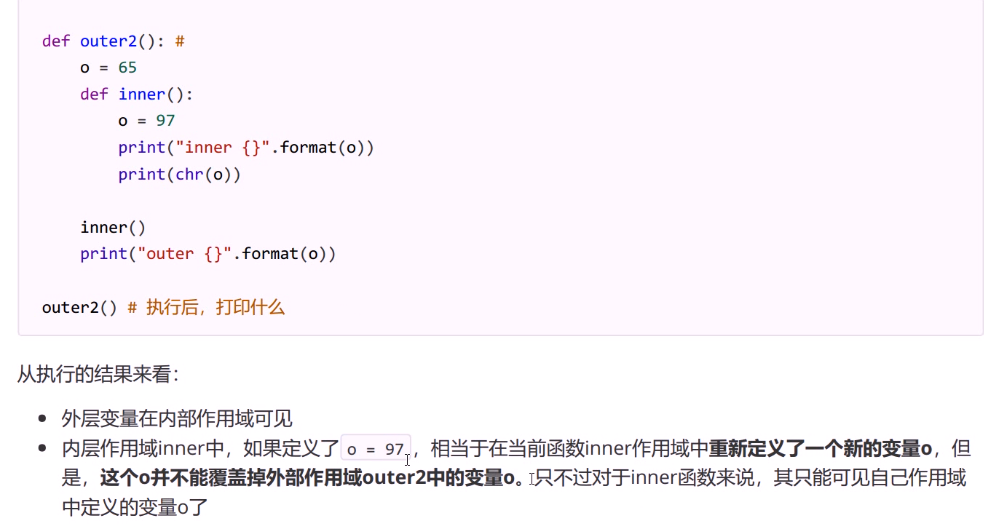 def outer2(): #
    o = 65
    def inner():
        o = 97
        print("inner {}".format(o))
        print(chr(o))
    inner()
    print("outer {}".format(o))
outer2() # 执行后，打印什么
从执行的结果来看：
• 外层变量在内部作用域可见
• 内层作用域inner中，如果定义了 o = 97 ，相当于在当前函数inner作用域中重新定义了一个新的变量o，但
是，这个o并不能覆盖掉外部作用域outer2中的变量o。只不过对于inner函数来说，其只能可见自己作用域
中定义的变量o了